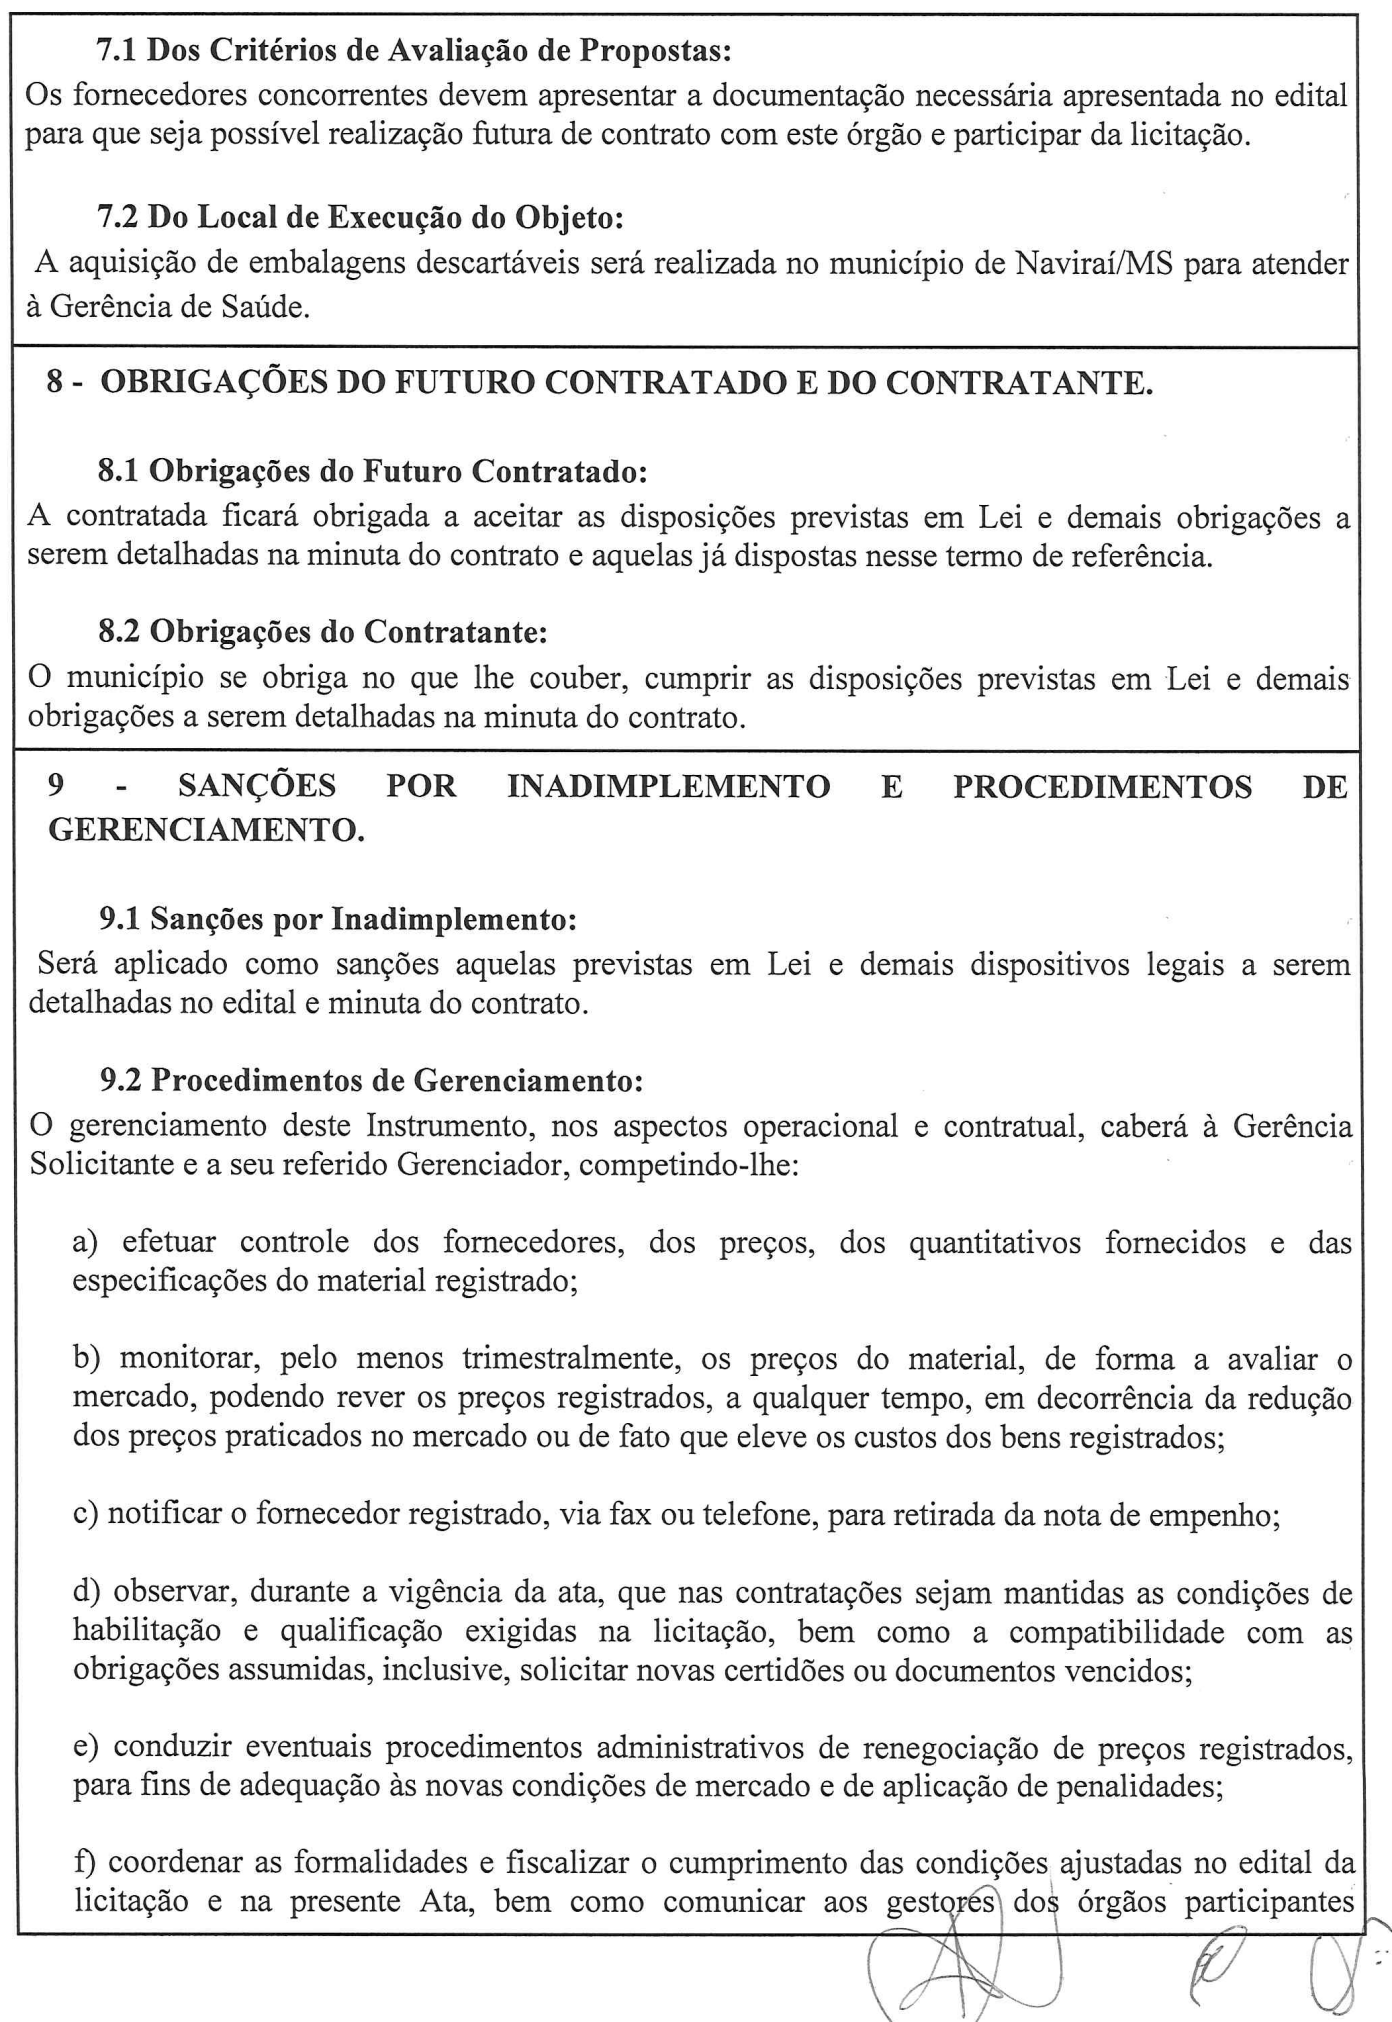 7.1 Dos Critérios de Avaliação de Propostas:
Os fornecedores concorrentes devem apresentar a documentação necessária apresentada no edital
para que seja possível realização futura de contrato com este órgão e participar da licitação.
7.2 Do Local de Execução do Objeto:
A aquisição de embalagens descartáveis será realizada no município de Naviraí/MS para atender
à Gerência de Saúde.
8 - OBRIGAÇÕES DO FUTURO CONTRATADO E DO CONTRATANTE.
8.1 Obrigações do Futuro Contratado:
A contratada ficará obrigada a aceitar as disposições previstas em Lei e demais obrigações a
serem detalhadas na minuta do contrato e aquelas já dispostas nesse termo de referência.
8.2 Obrigações do Contratante:
O município se obriga no que lhe couber, cumprir as disposições previstas em Lei e demais
obrigações a serem detalhadas na minuta do contrato.
9 - SANÇÕES POR INADIMPLEMENTO E PROCEDIMENTOS DE
GERENCIAMENTO.
9.1 Sanções por Inadimplemento:
Será aplicado como sanções aquelas previstas em Lei e demais dispositivos legais a serem
detalhadas no edital e minuta do contrato.
9.2 Procedimentos de Gerenciamento:
O gerenciamento deste Instrumento, nos aspectos operacional e contratual, caberá à Gerência
Solicitante e a seu referido Gerenciador, competindo-lhe:
a) efetuar controle dos fornecedores, dos preços, dos quantitativos fornecidos e das
especificações do material registrado;
b) monitorar, pelo menos trimestralmente, os preços do material, de forma a avaliar o
mercado, podendo rever os preços registrados, a qualquer tempo, em decorrência da redução
dos preços praticados no mercado ou de fato que eleve os custos dos bens registrados;
c) notificar o fornecedor registrado, via fax ou telefone, para retirada da nota de empenho;
d) observar, durante a vigência da ata, que nas contratações sejam mantidas as condições de
habilitação e qualificação exigidas na licitação, bem como a compatibilidade com as
obrigações assumidas, inclusive, solicitar novas certidões ou documentos vencidos;
e) conduzir eventuais procedimentos administrativos de renegociação de preços registrados,
para fins de adequação às novas condições de mercado e de aplicação de penalidades;
f) coordenar as formalidades e fiscalizar o cumprimento das condições ajustadas no edital da
licitação e na presente Ata, bem como comunicar aos gestores dos órgãos participantes